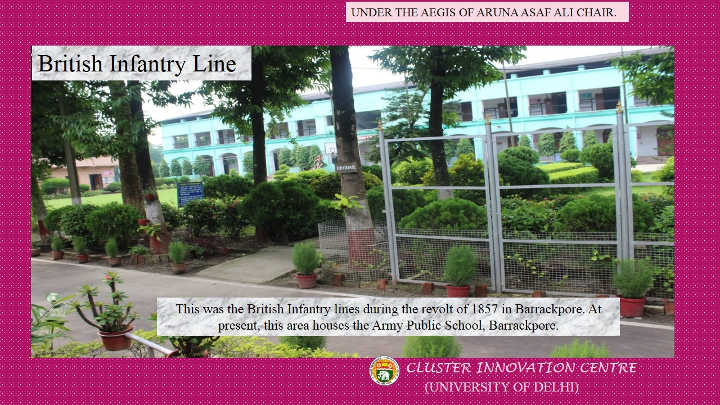 UNDER THE AEGIS OF ARUNA ASAF ALI CHAIR.
British Infantry Line
This was the British Infantry lines during the revolt of 1857 in Barrackpore. At
present, this area houses the Army Public School, Barrackpore.
CLUSTER INNOVATION CENTRE
(UNIVERSITY OF DELHI)